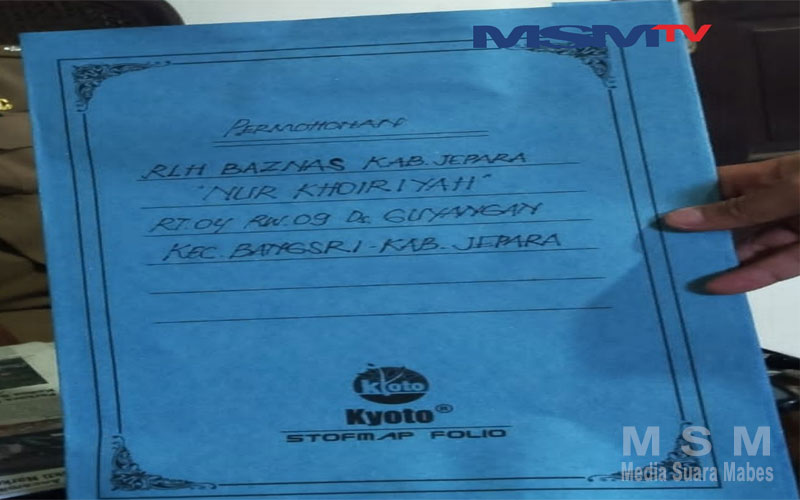 MSMTV
PERMOHONAN
RLH BAZNAS KAB. JEPARA
"NUR KHOIRIYAH"
RT.04 RW.09 Ds. GUYANGAN
KEC. BANGSRI - KAB. JEPARA
kyoto
Kyoto®
STOFMAP FOLIO
M S M
Media Suara Mabes